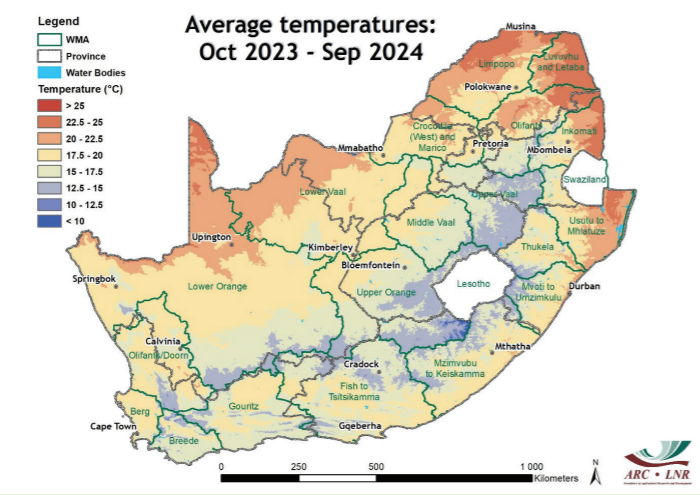 Average temperatures:
Oct 2023 - Sep 2024
Legend
WMA
Province
Water Bodies
Temperature (°C)
> 25
22.5 - 25
20 - 22.5
17.5 - 20
15 - 17.5
12.5 - 15
10 - 12.5
< 10
Musina
Limpopo
Luvuvhu
and Letaba
Polokwane
Crocodile
(West) and
Marico
Olifants
Inkomati
Pretoria
Mbombela
Mmabatho
Swaziland
Lower Vaal
Upper Vaal
Middle Vaal
Usutu to
Mhlatuze
Upington
Kimberley
Thukela
Bloemfontein
Springbok
Lower Orange
Upper Orange
Lesotho
Mvoti to
Umzimkulu
Durban
Calvinia
Olifants/Doorn
Mthatha
Cradock
Mzimvubu
to Keiskamma
Fish to
Tsitsikamma
Berg
Gouritz
Cape Town
Gqeberha
Breede
0 250 500 1 000
Kilometers
N
ARC • LNR